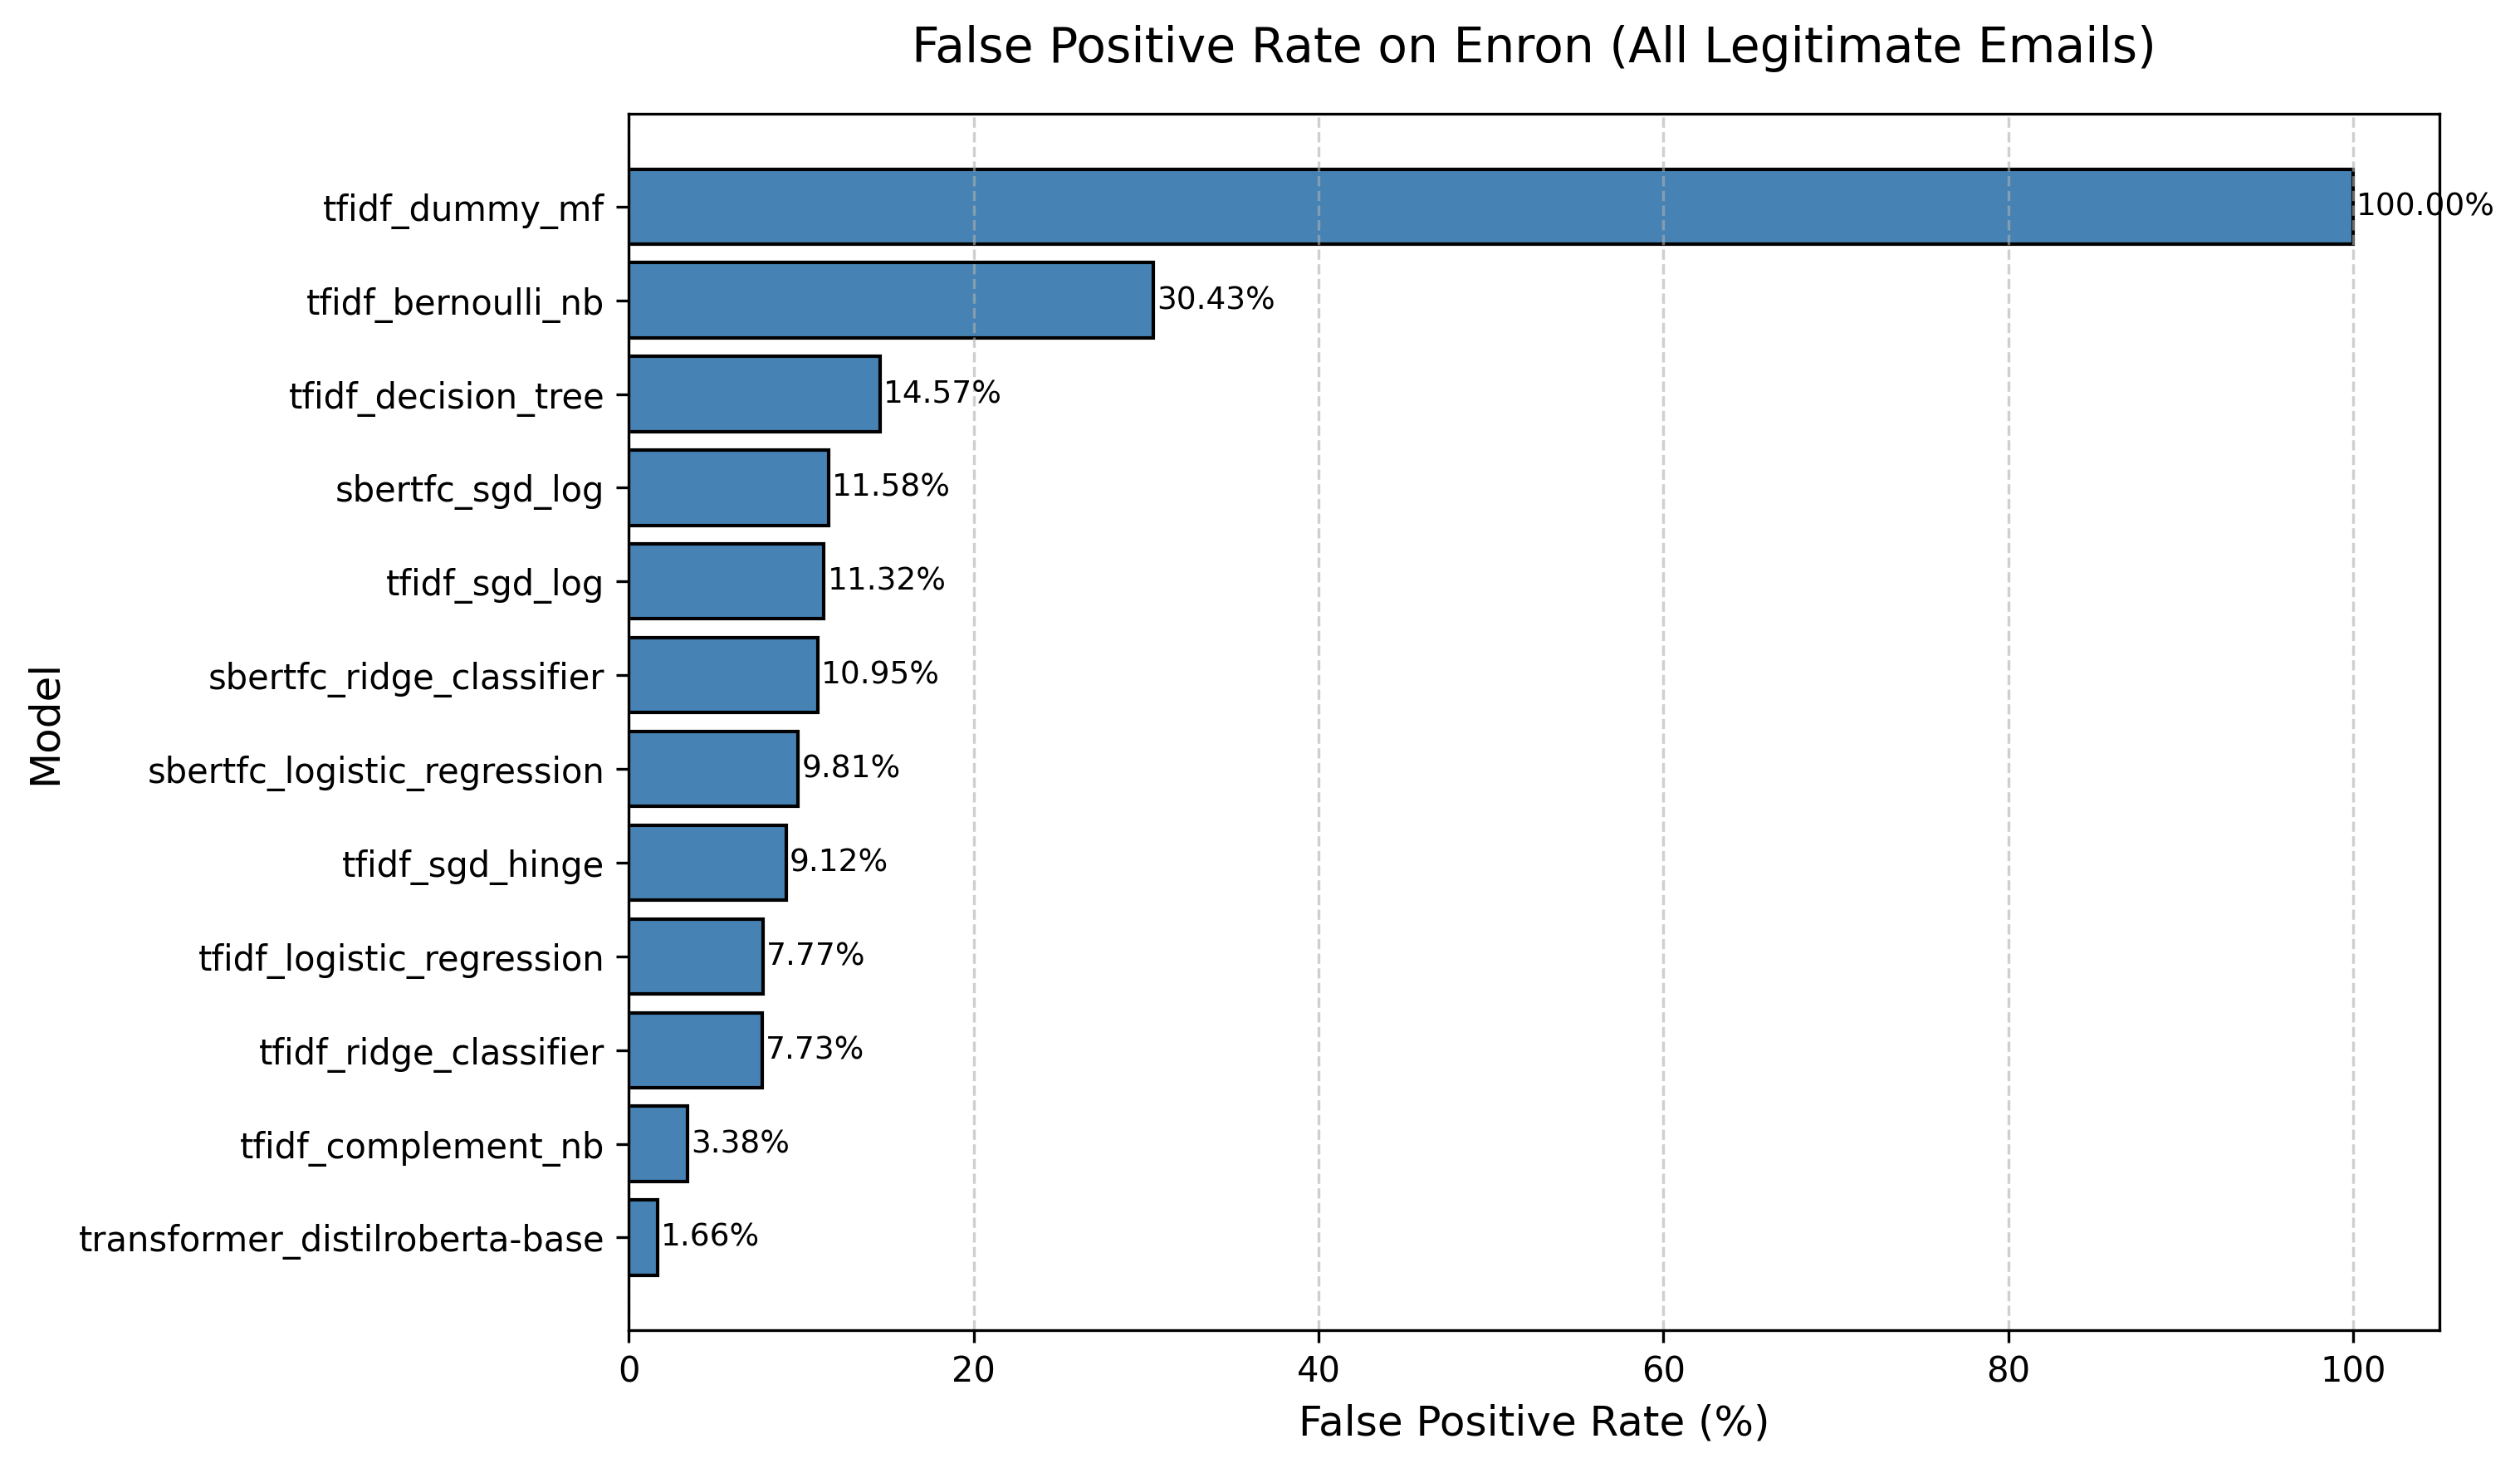 False Positive Rate on Enron (All Legitimate Emails)
Model
tfidf_dummy_mf 100.00%
tfidf_bernoulli_nb 30.43%
tfidf_decision_tree 14.57%
sbertfc_sgd_log 11.58%
tfidf_sgd_log 11.32%
sbertfc_ridge_classifier 10.95%
sbertfc_logistic_regression 9.81%
tfidf_sgd_hinge 9.12%
tfidf_logistic_regression 7.77%
tfidf_ridge_classifier 7.73%
tfidf_complement_nb 3.38%
transformer_distilroberta-base 1.66%
0 20 40 60 80 100
False Positive Rate (%)